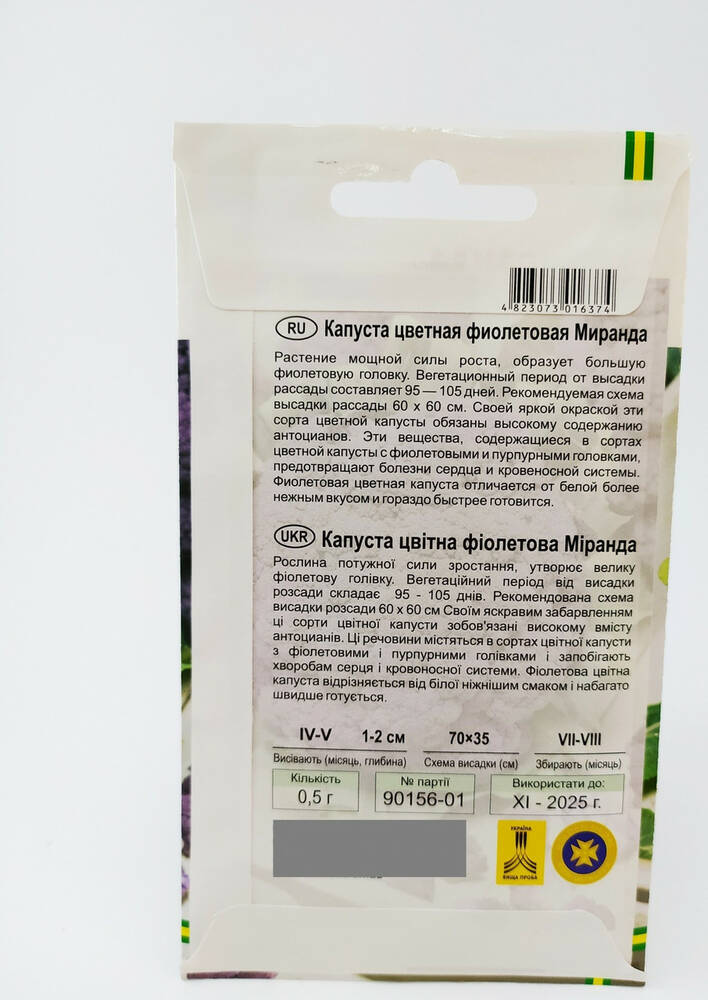 4 823073 016374
RU Капуста цветная фиолетовая Миранда
Растение мощной силы роста, образует большую
фиолетовую головку. Вегетационный период от высадки
рассады составляет 95 — 105 дней. Рекомендуемая схема
высадки рассады 60 х 60 см. Своей яркой окраской эти
сорта цветной капусты обязаны высокому содержанию
антоцианов. Эти вещества, содержащиеся в сортах
цветной капусты с фиолетовыми и пурпурными головками,
предотвращают болезни сердца и кровеносной системы.
Фиолетовая цветная капуста отличается от белой более
нежным вкусом и гораздо быстрее готовится.
UKR Капуста цвітна фіолетова Міранда
Рослина потужної сили зростання, утворює велику
фіолетову голівку. Вегетаційний період від висадки
розсади складає 95 - 105 днів. Рекомендована схема
висадки розсади 60 х 60 см Своїм яскравим забарвленням
ці сорти цвітної капусти зобов'язані високому вмісту
антоцианів. Ці речовини містяться в сортах цвітної капусти
з фіолетовими і пурпурними голівками і запобігають
хворобам серця і кровоносної системи. Фіолетова цвітна
капуста відрізняється від білої ніжнішим смаком і набагато
швидше готується.
IV-V 1-2 см 70×35 VII-VIII
Висівають (місяць, глибина) Схема висадки (см) Збирають (місяць)
Кількість № партії Використати до:
0,5 г 90156-01 XI - 2025 г.
УКРАЇНА
ВИЩА ПРОБА